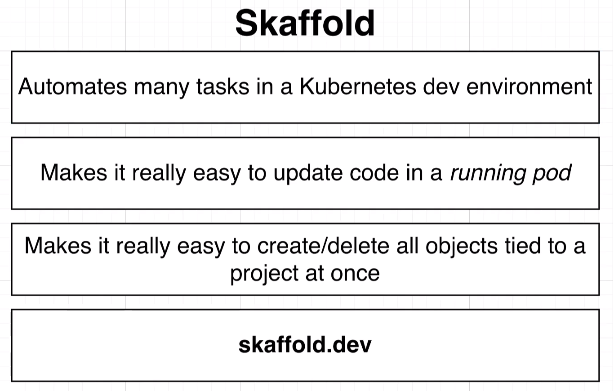 Skaffold
Automates many tasks in a Kubernetes dev environment
Makes it really easy to update code in a running pod
Makes it really easy to create/delete all objects tied to a
project at once
skaffold.dev